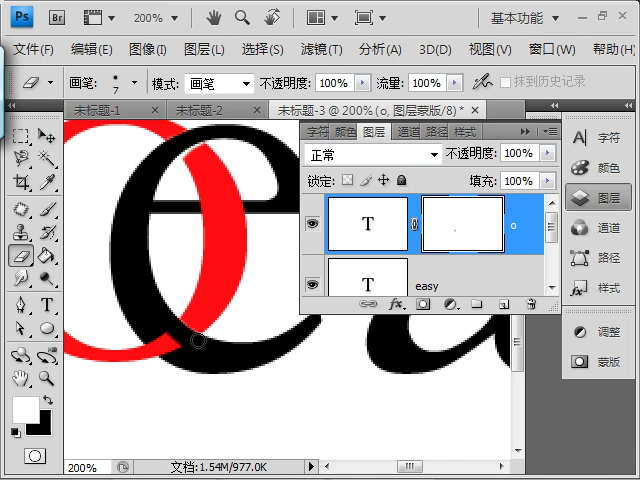 Ps Br 200% 基本功能
文件(F) 编辑(E) 图像(I) 图层(L) 选择(S) 滤镜(T) 分析(A) 3D(D) 视图(V) 窗口(W) 帮助(H)
画笔: 7 模式: 画笔 不透明度: 100% 流量: 100% 抹到历史记录
未标题-1 × 未标题-2 × 未标题-3 @ 200% (o, 图层蒙版/8) * ×
字符 颜色 图层 通道 路径 样式
正常 不透明度: 100%
锁定: 填充: 100%
T o
T easy
oea
字符
颜色
图层
通道
路径
样式
调整
蒙版
T
200% 文档:1.54M/977.0K